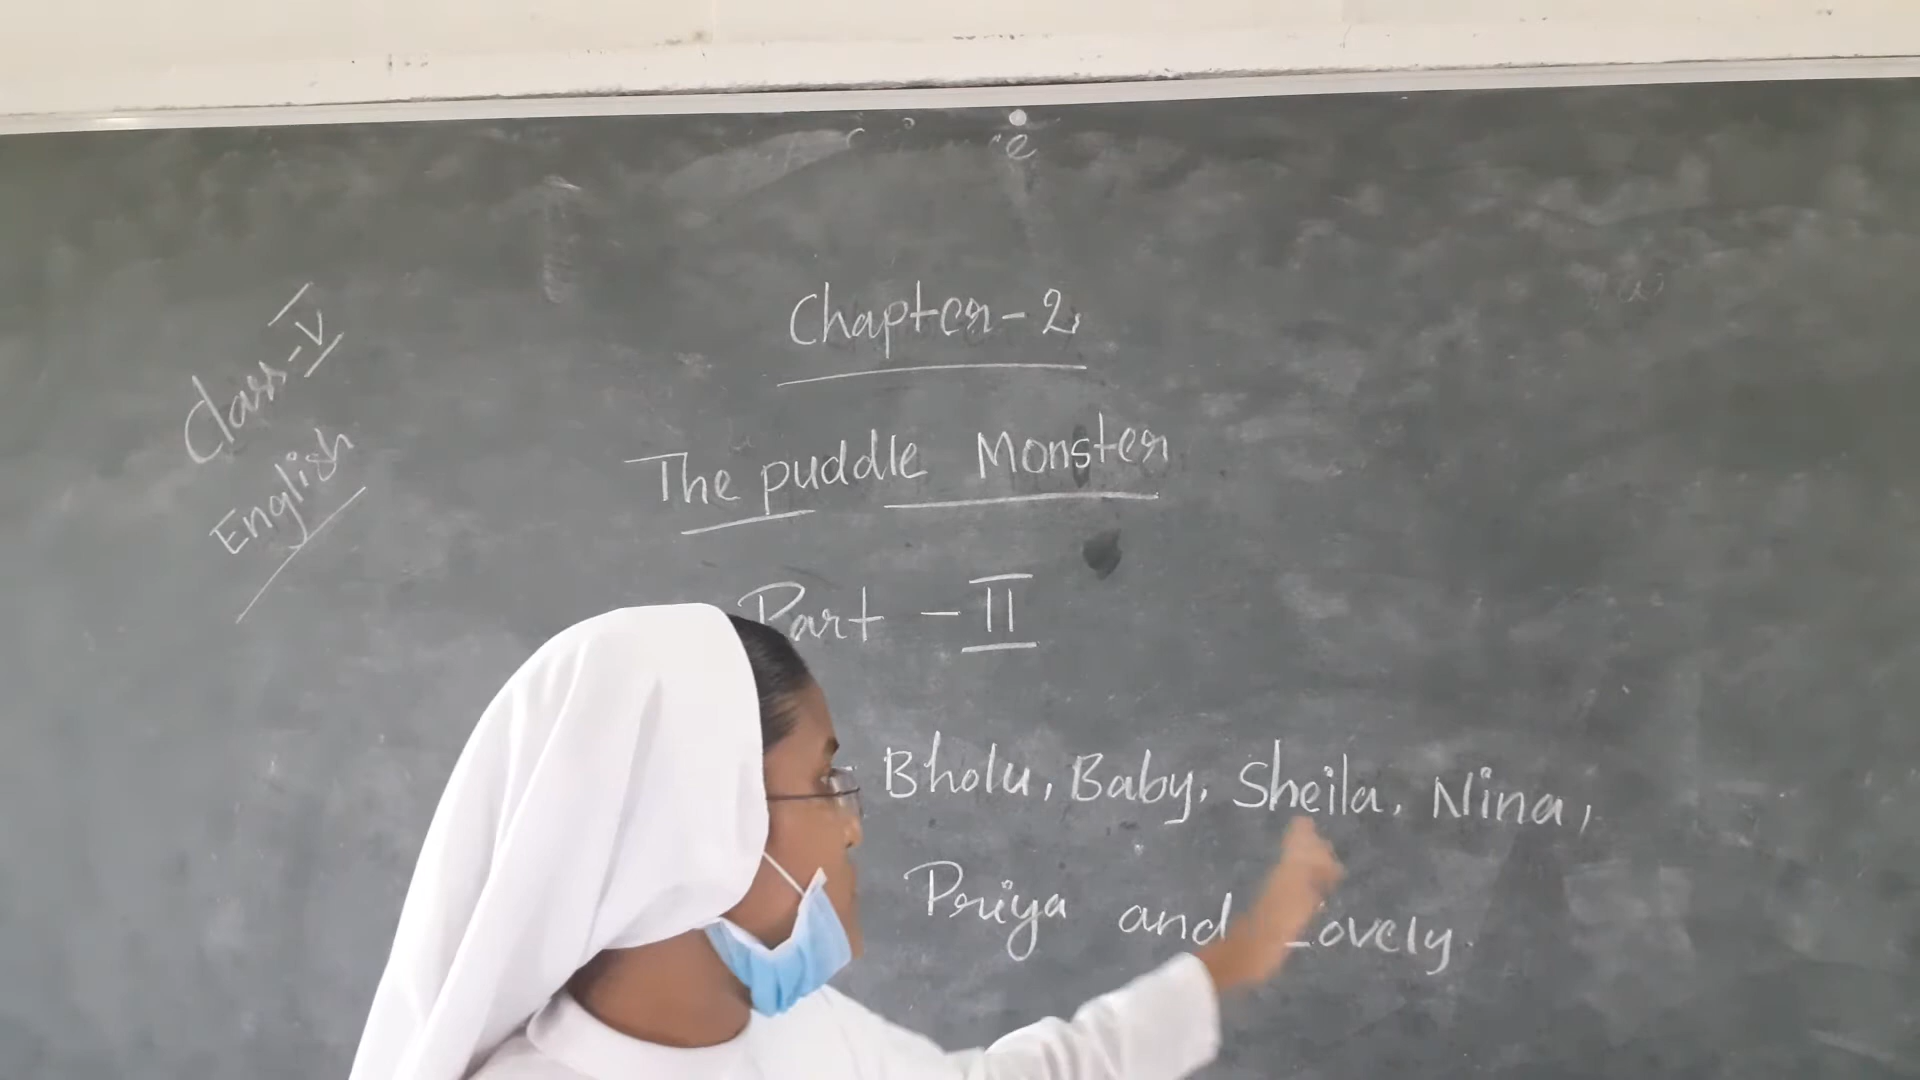 Class-V
English
Chapter-2,
The puddle Monster
Part - II
- Bholu, Baby, Sheila, Nina,
Priya and Lovely.